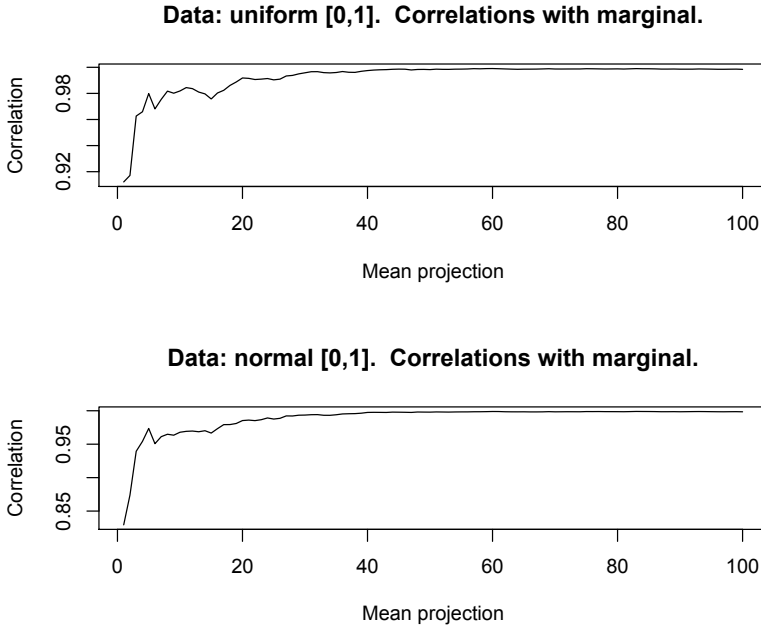 Data: uniform [0,1].  Correlations with marginal.
Correlation
0.98
0.92
0 20 40 60 80 100
Mean projection
Data: normal [0,1].  Correlations with marginal.
Correlation
0.95
0.85
0 20 40 60 80 100
Mean projection